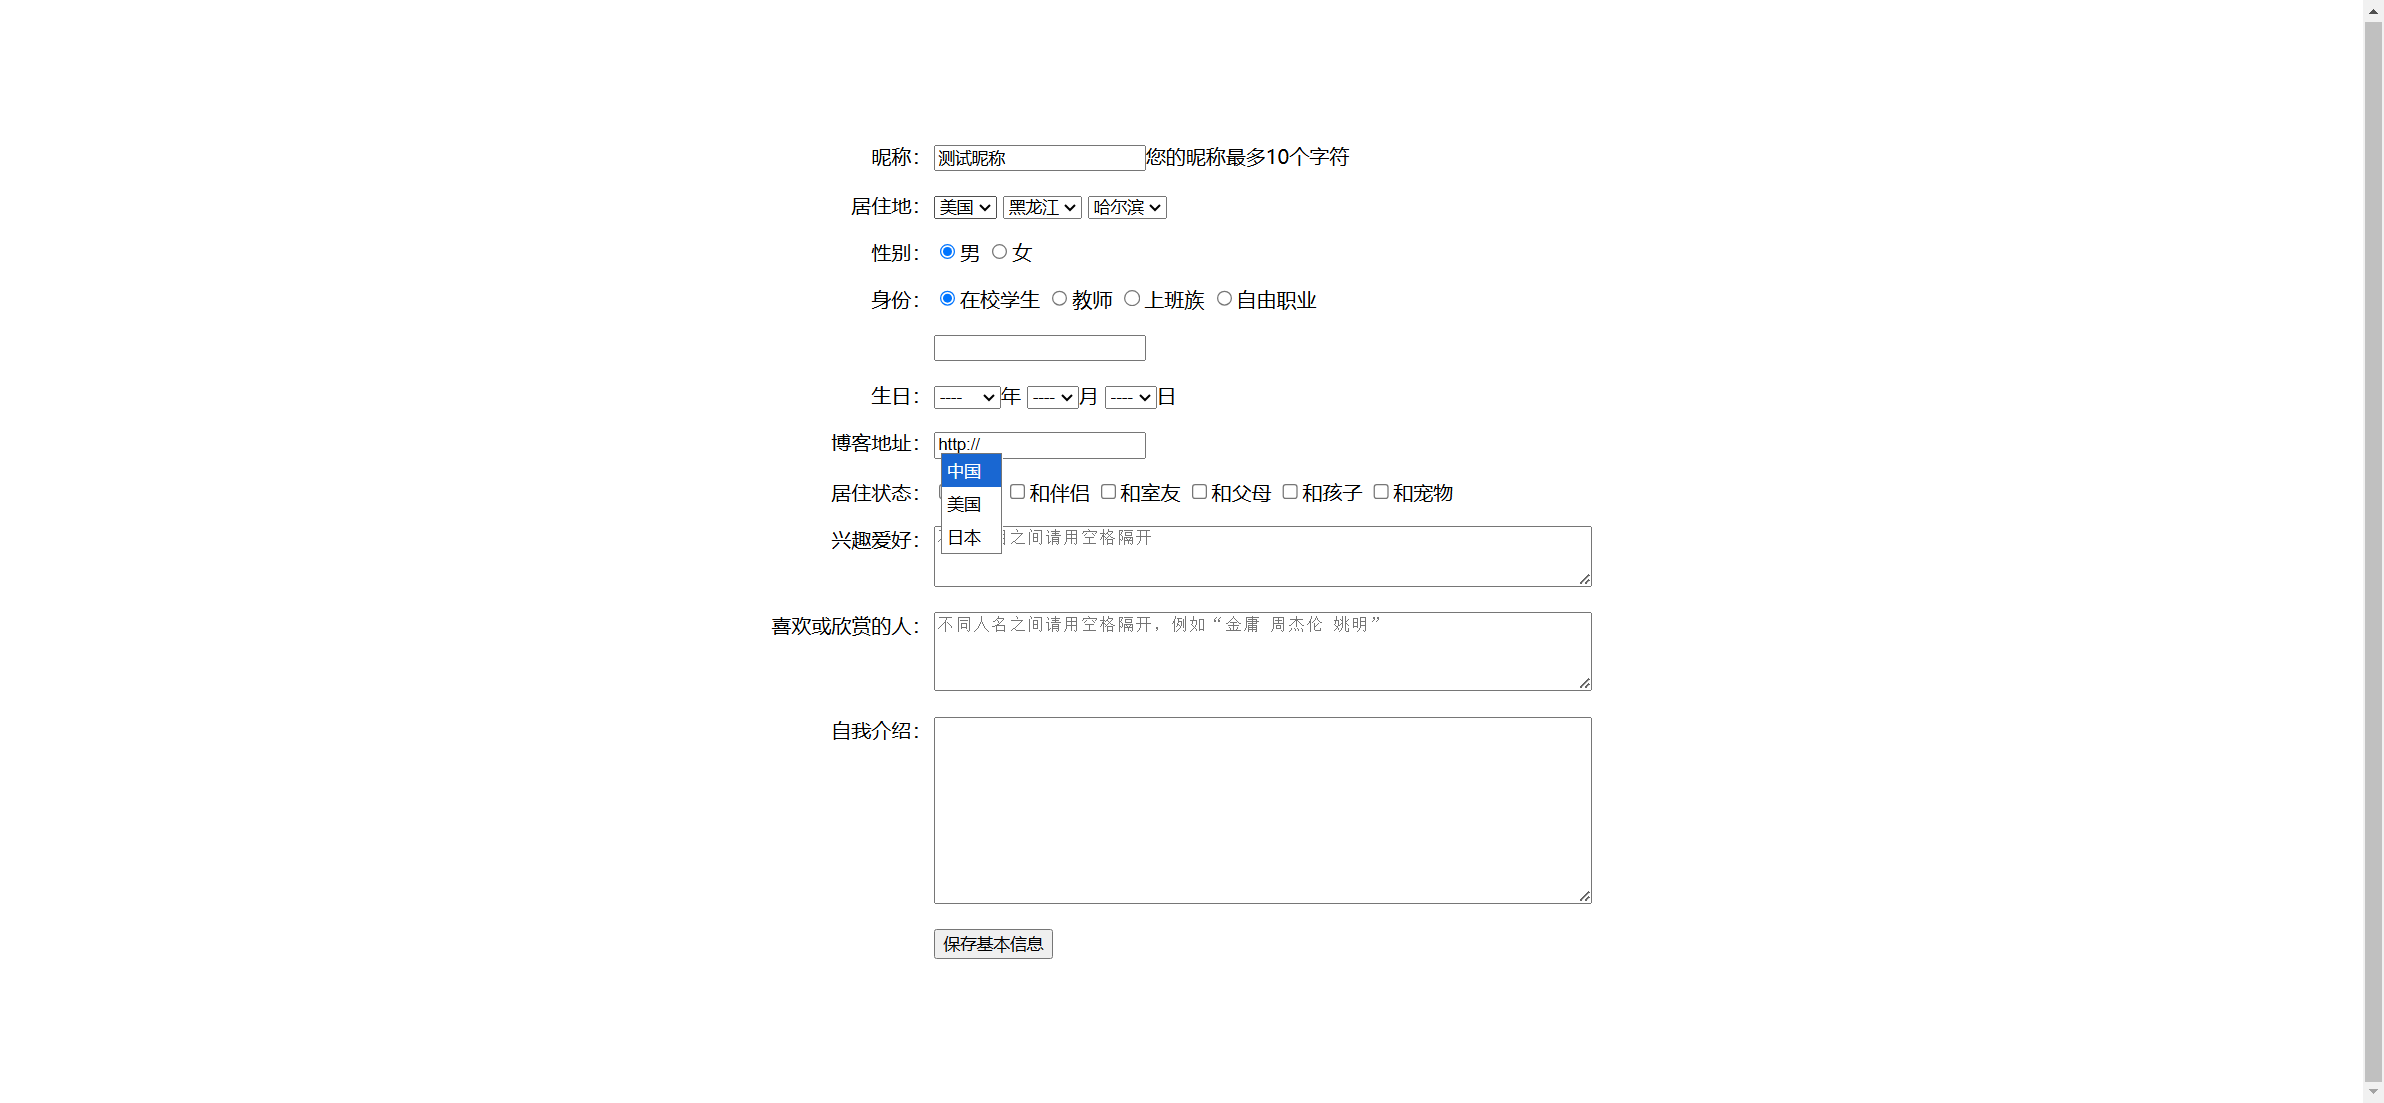 昵称： 测试昵称 您的昵称最多10个字符
居住地： 美国 黑龙江 哈尔滨
性别： 男 女
身份： 在校学生 教师 上班族 自由职业
生日： ---- 年 ---- 月 ---- 日
博客地址： http://
中国
居住状态： 和伴侣 和室友 和父母 和孩子 和宠物
美国
兴趣爱好： 之间请用空格隔开
日本
喜欢或欣赏的人： 不同人名之间请用空格隔开，例如“金庸 周杰伦 姚明”
自我介绍：
保存基本信息